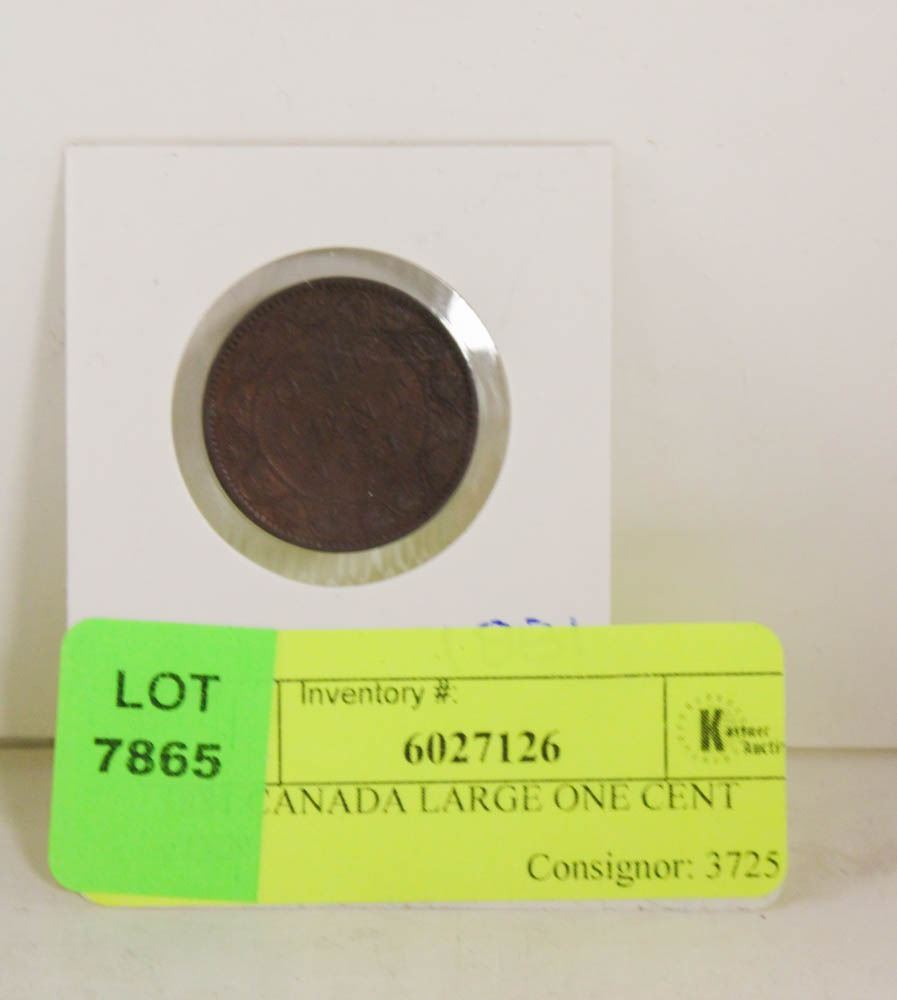 LOT
7865
Inventory #:
6027126
CANADA LARGE ONE CENT
Consignor: 3725